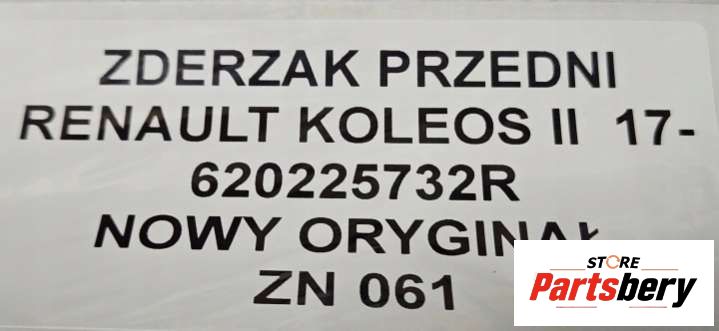 ZDERZAK PRZEDNI
RENAULT KOLEOS II 17-
620225732R
NOWY ORYGINAŁ
ZN 061
STORE
Partsbery